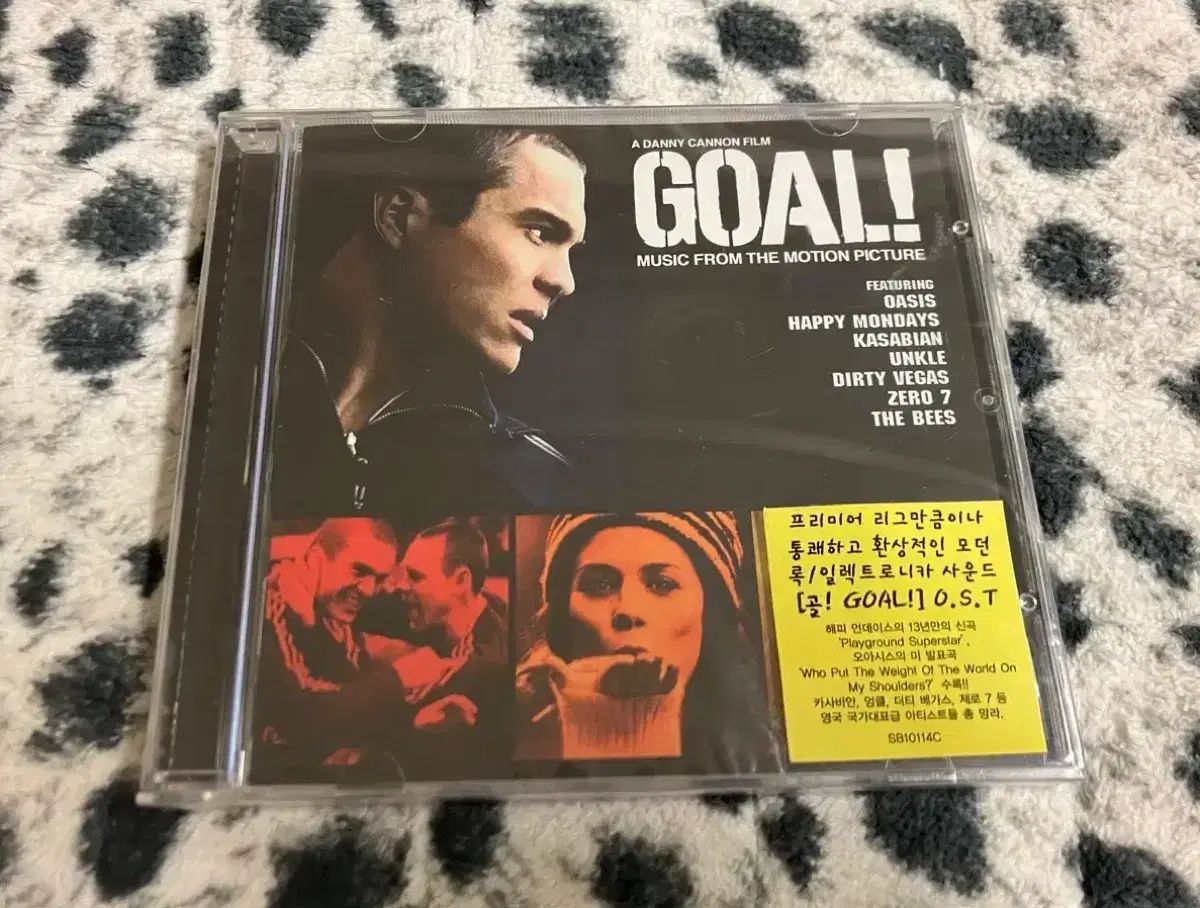 A DANNY CANNON FILM
GOAL!
MUSIC FROM THE MOTION PICTURE
FEATURING
OASIS
HAPPY MONDAYS
KASABIAN
UNKLE
DIRTY VEGAS
ZERO 7
THE BEES
프리미어 리그만큼이나
통쾌하고 환상적인 모던
록/일렉트로니카 사운드
[골! GOAL!] O.S.T
해피 먼데이스의 13년만의 신곡
'Playground Superstar',
오아시스의 미 발표곡
'Who Put The Weight Of The World On
My Shoulders?' 수록!!
카사비안, 엉클, 더티 베가스, 제로 7 등
영국 국가대표급 아티스트들 총 망라.
SB10114C